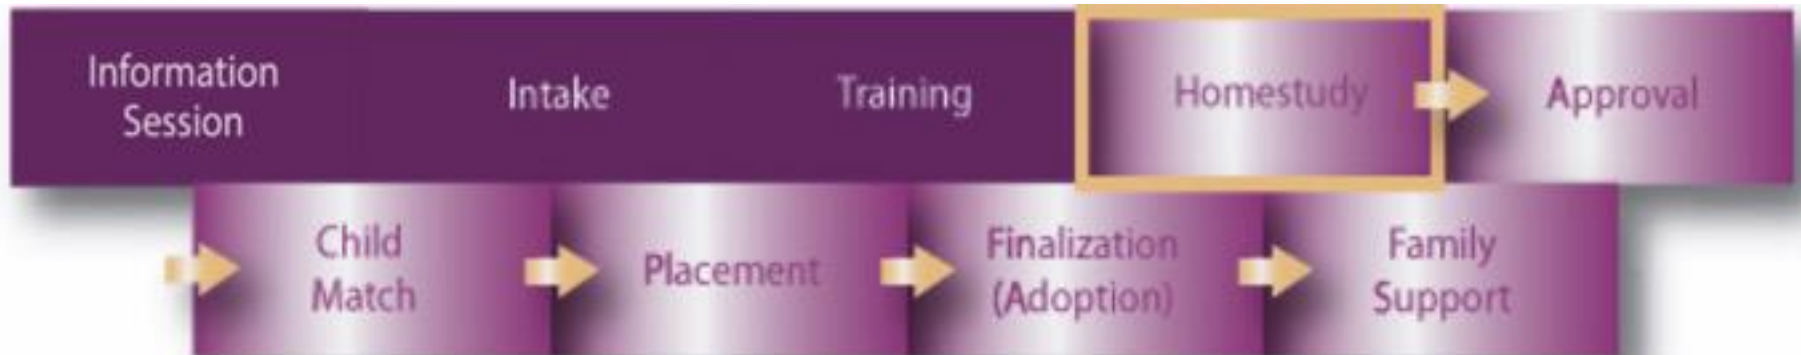 Information
Session
Intake
Training
Homestudy
Approval
Child
Match
Placement
Finalization
(Adoption)
Family
Support